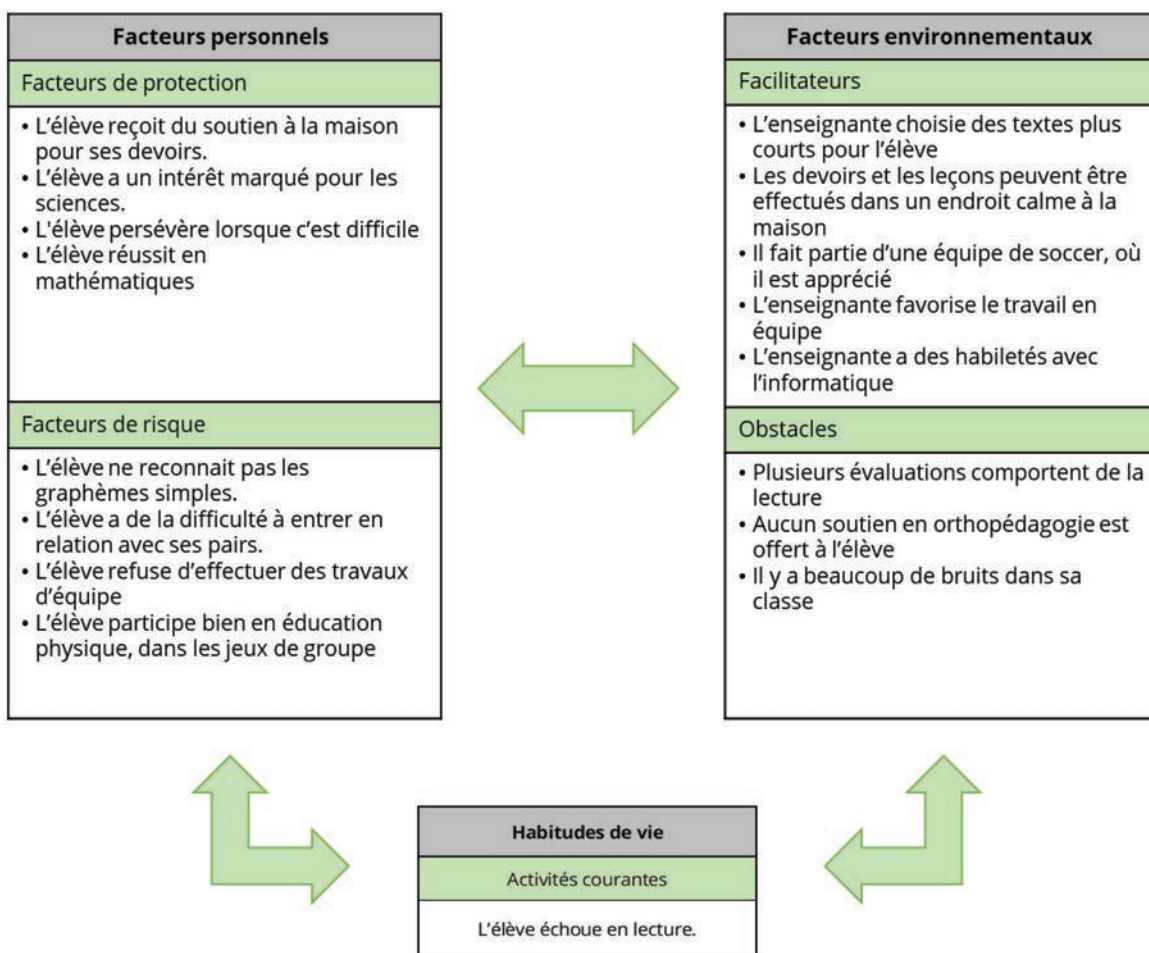 Facteurs personnels
Facteurs de protection
• L'élève reçoit du soutien à la maison
pour ses devoirs.
• L'élève a un intérêt marqué pour les
sciences.
• L'élève persévère lorsque c'est difficile
• L'élève réussit en
mathématiques
Facteurs de risque
• L'élève ne reconnait pas les
graphèmes simples.
• L'élève a de la difficulté à entrer en
relation avec ses pairs.
• L'élève refuse d'effectuer des travaux
d'équipe
• L'élève participe bien en éducation
physique, dans les jeux de groupe
Facteurs environnementaux
Facilitateurs
• L'enseignante choisie des textes plus
courts pour l'élève
• Les devoirs et les leçons peuvent être
effectués dans un endroit calme à la
maison
• Il fait partie d'une équipe de soccer, où
il est apprécié
• L'enseignante favorise le travail en
équipe
• L'enseignante a des habiletés avec
l'informatique
Obstacles
• Plusieurs évaluations comportent de la
lecture
• Aucun soutien en orthopédagogie est
offert à l'élève
• Il y a beaucoup de bruits dans sa
classe
Habitudes de vie
Activités courantes
L'élève échoue en lecture.